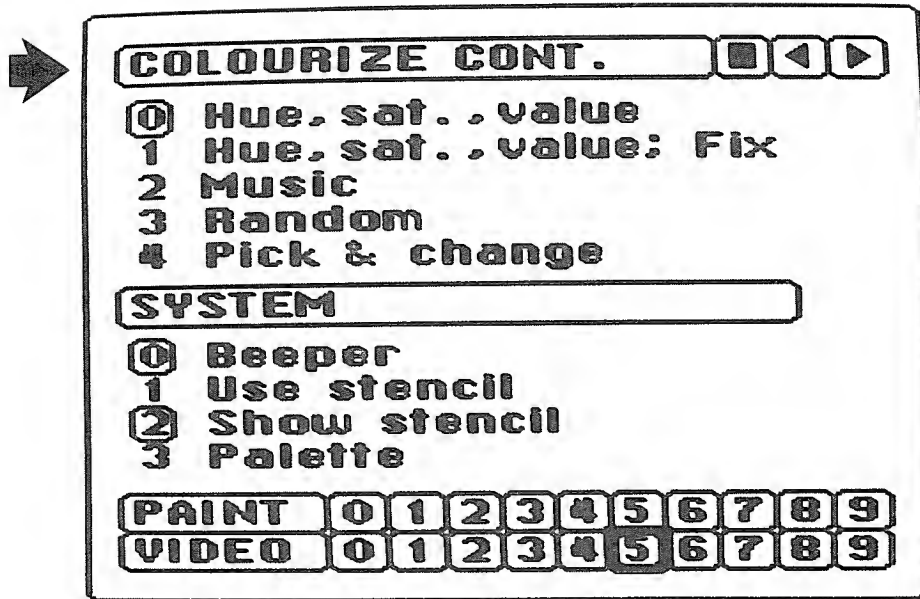 COLOURIZE CONT.
0 Hue,sat.,value
1 Hue,sat.,value: Fix
2 Music
3 Random
4 Pick & change
SYSTEM
0 Beeper
1 Use stencil
2 Show stencil
3 Palette
PAINT 0 1 2 3 4 5 6 7 8 9
VIDEO 0 1 2 3 4 5 6 7 8 9